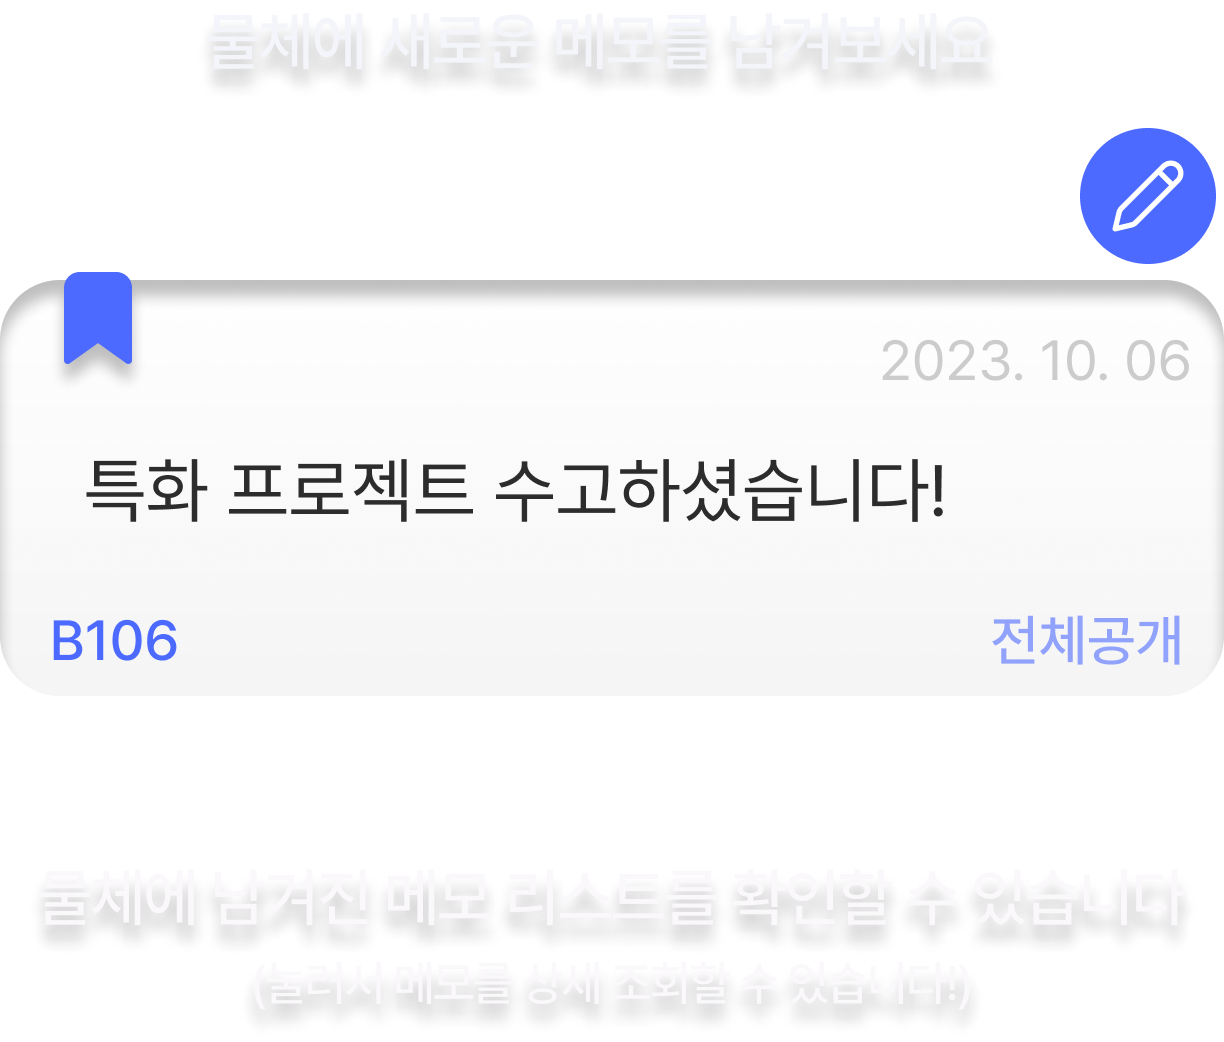 물체에 새로운 메모를 남겨보세요
2023. 10. 06
특화 프로젝트 수고하셨습니다!
B106
전체공개
물체에 남겨진 메모 리스트를 확인할 수 있습니다
(눌러서 메모를 상세 조회할 수 있습니다!)